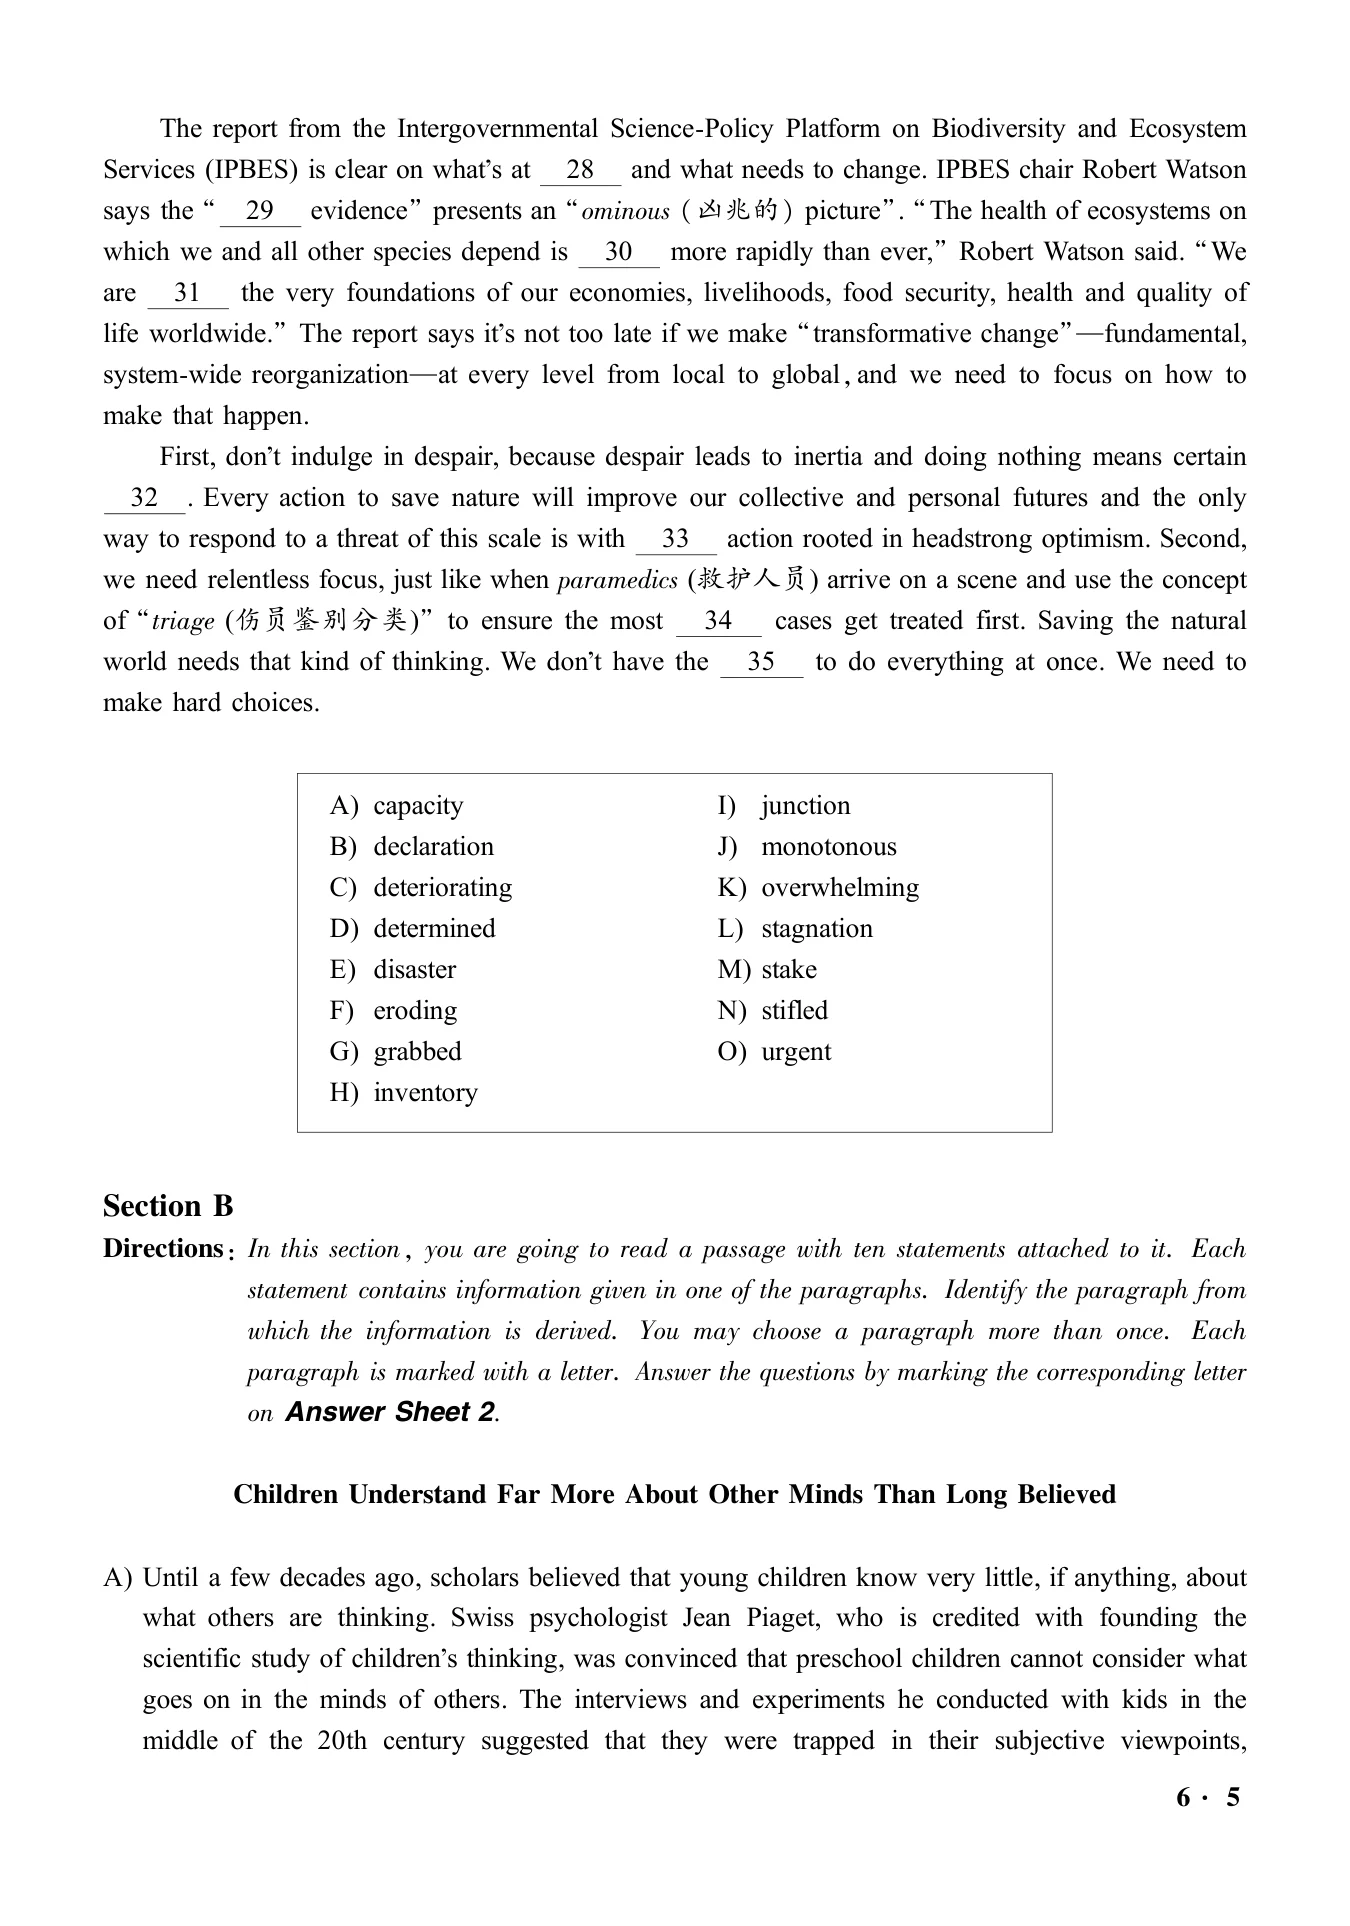 The report from the Intergovernmental Science-Policy Platform on Biodiversity and Ecosystem
Services (IPBES) is clear on what's at 28 and what needs to change. IPBES chair Robert Watson
says the “ 29 evidence” presents an “ominous (凶兆的) picture”. “The health of ecosystems on
which we and all other species depend is 30 more rapidly than ever,” Robert Watson said. “We
are 31 the very foundations of our economies, livelihoods, food security, health and quality of
life worldwide.” The report says it's not too late if we make “transformative change”—fundamental,
system-wide reorganization—at every level from local to global, and we need to focus on how to
make that happen.
First, don't indulge in despair, because despair leads to inertia and doing nothing means certain
32 . Every action to save nature will improve our collective and personal futures and the only
way to respond to a threat of this scale is with 33 action rooted in headstrong optimism. Second,
we need relentless focus, just like when paramedics (救护人员) arrive on a scene and use the concept
of “triage (伤员鉴别分类)” to ensure the most 34 cases get treated first. Saving the natural
world needs that kind of thinking. We don't have the 35 to do everything at once. We need to
make hard choices.
A) capacity
B) declaration
C) deteriorating
D) determined
E) disaster
F) eroding
G) grabbed
H) inventory
I) junction
J) monotonous
K) overwhelming
L) stagnation
M) stake
N) stifled
O) urgent
Section B
Directions: In this section, you are going to read a passage with ten statements attached to it. Each
statement contains information given in one of the paragraphs. Identify the paragraph from
which the information is derived. You may choose a paragraph more than once. Each
paragraph is marked with a letter. Answer the questions by marking the corresponding letter
on Answer Sheet 2.
Children Understand Far More About Other Minds Than Long Believed
A) Until a few decades ago, scholars believed that young children know very little, if anything, about
what others are thinking. Swiss psychologist Jean Piaget, who is credited with founding the
scientific study of children's thinking, was convinced that preschool children cannot consider what
goes on in the minds of others. The interviews and experiments he conducted with kids in the
middle of the 20th century suggested that they were trapped in their subjective viewpoints,
6 · 5